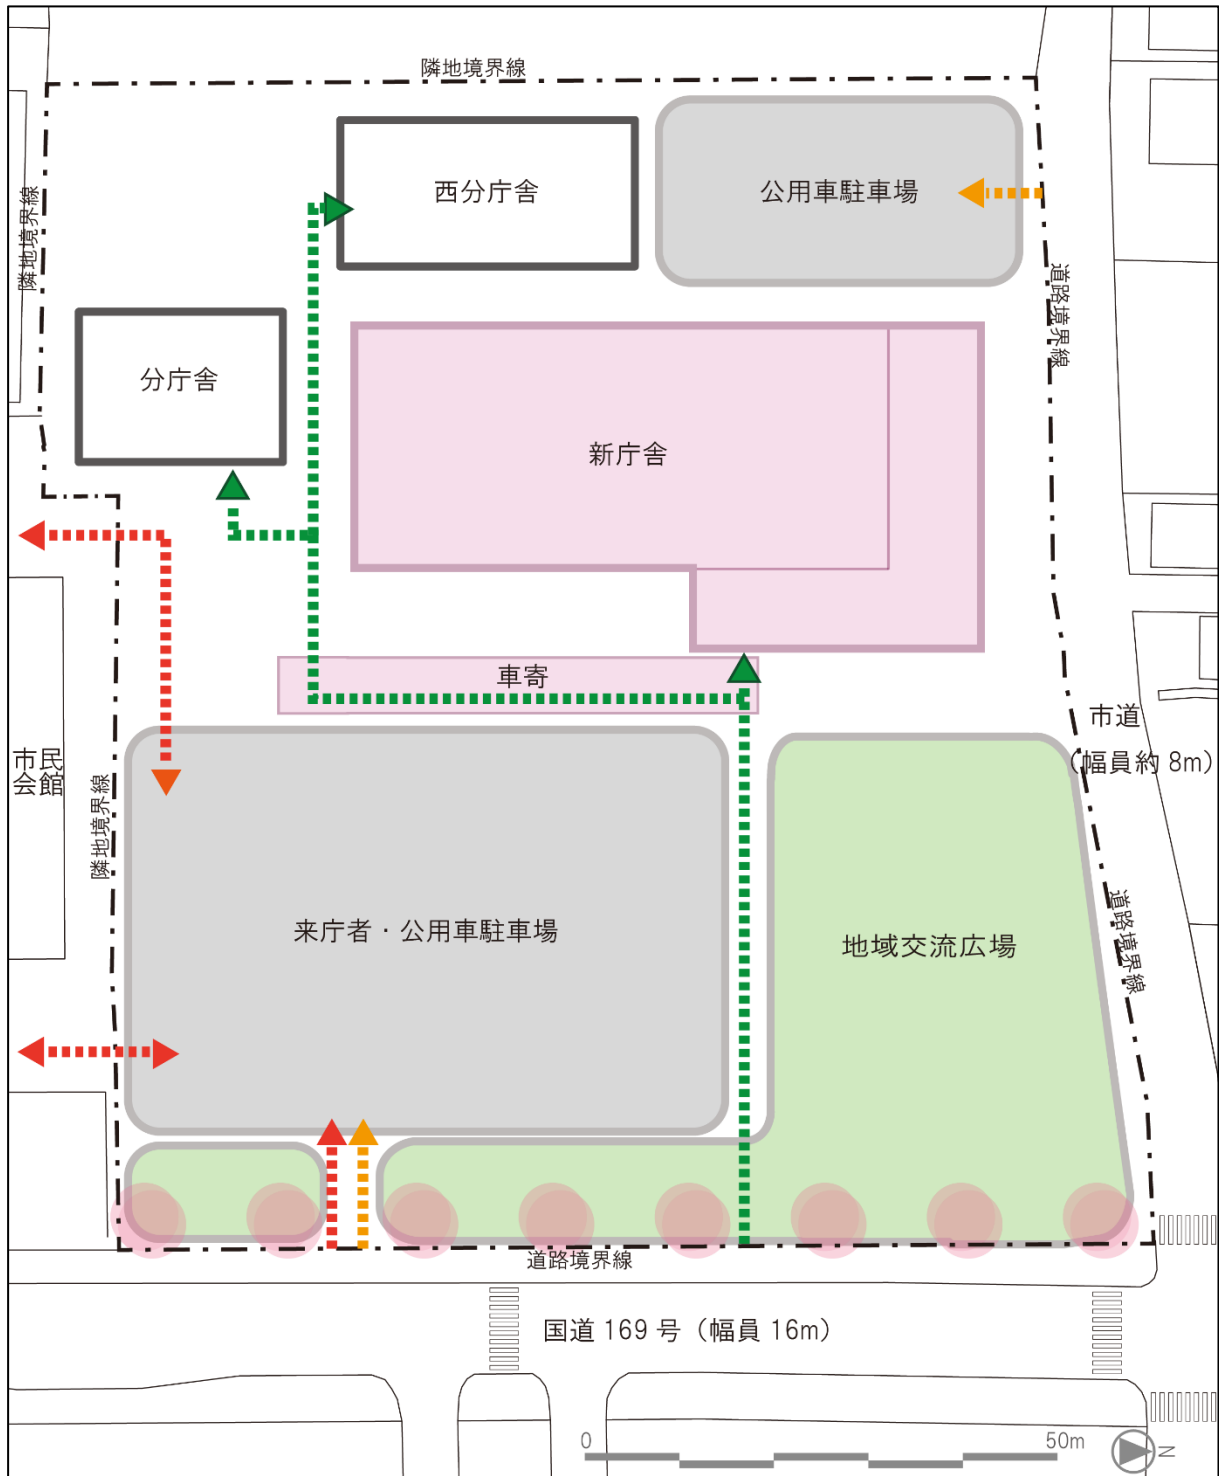 隣地境界線
西分庁舎
公用車駐車場
隣地境界線
道路境界線
分庁舎
新庁舎
車寄
市道
(幅員約 8m)
市民
会館
隣地境界線
来庁者・公用車駐車場
地域交流広場
道路境界線
道路境界線
国道 169 号（幅員 16m）
0
50m
N